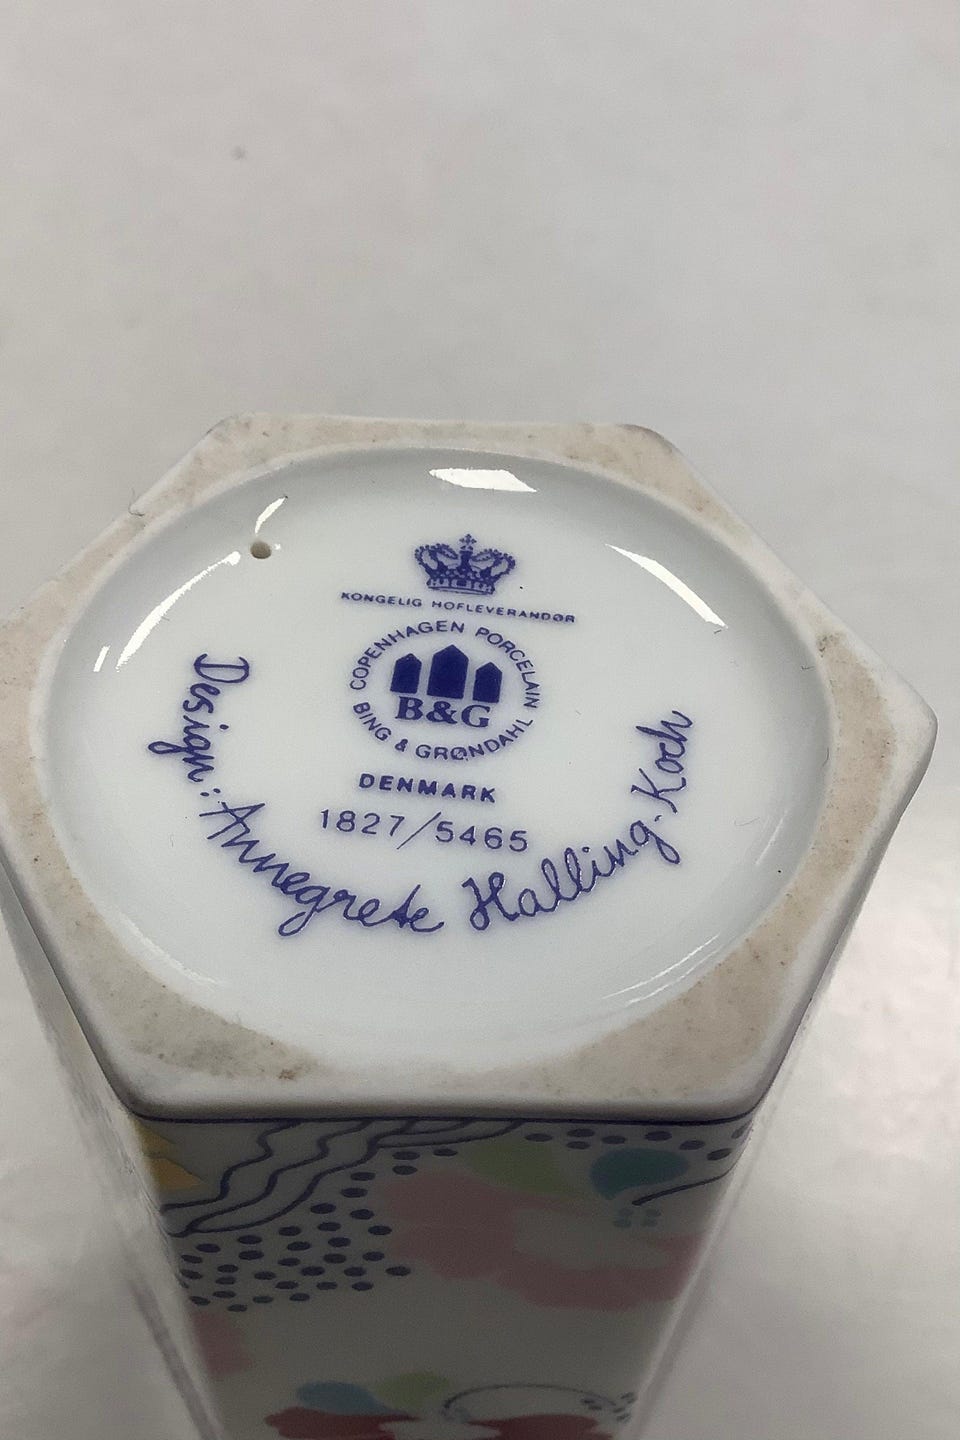 KONGELIG HOFLEVERANDØR
COPENHAGEN PORCELAIN
B&G
BING & GRØNDAHL
DENMARK
1827/5465
Design: Annegrete Halling-Koch